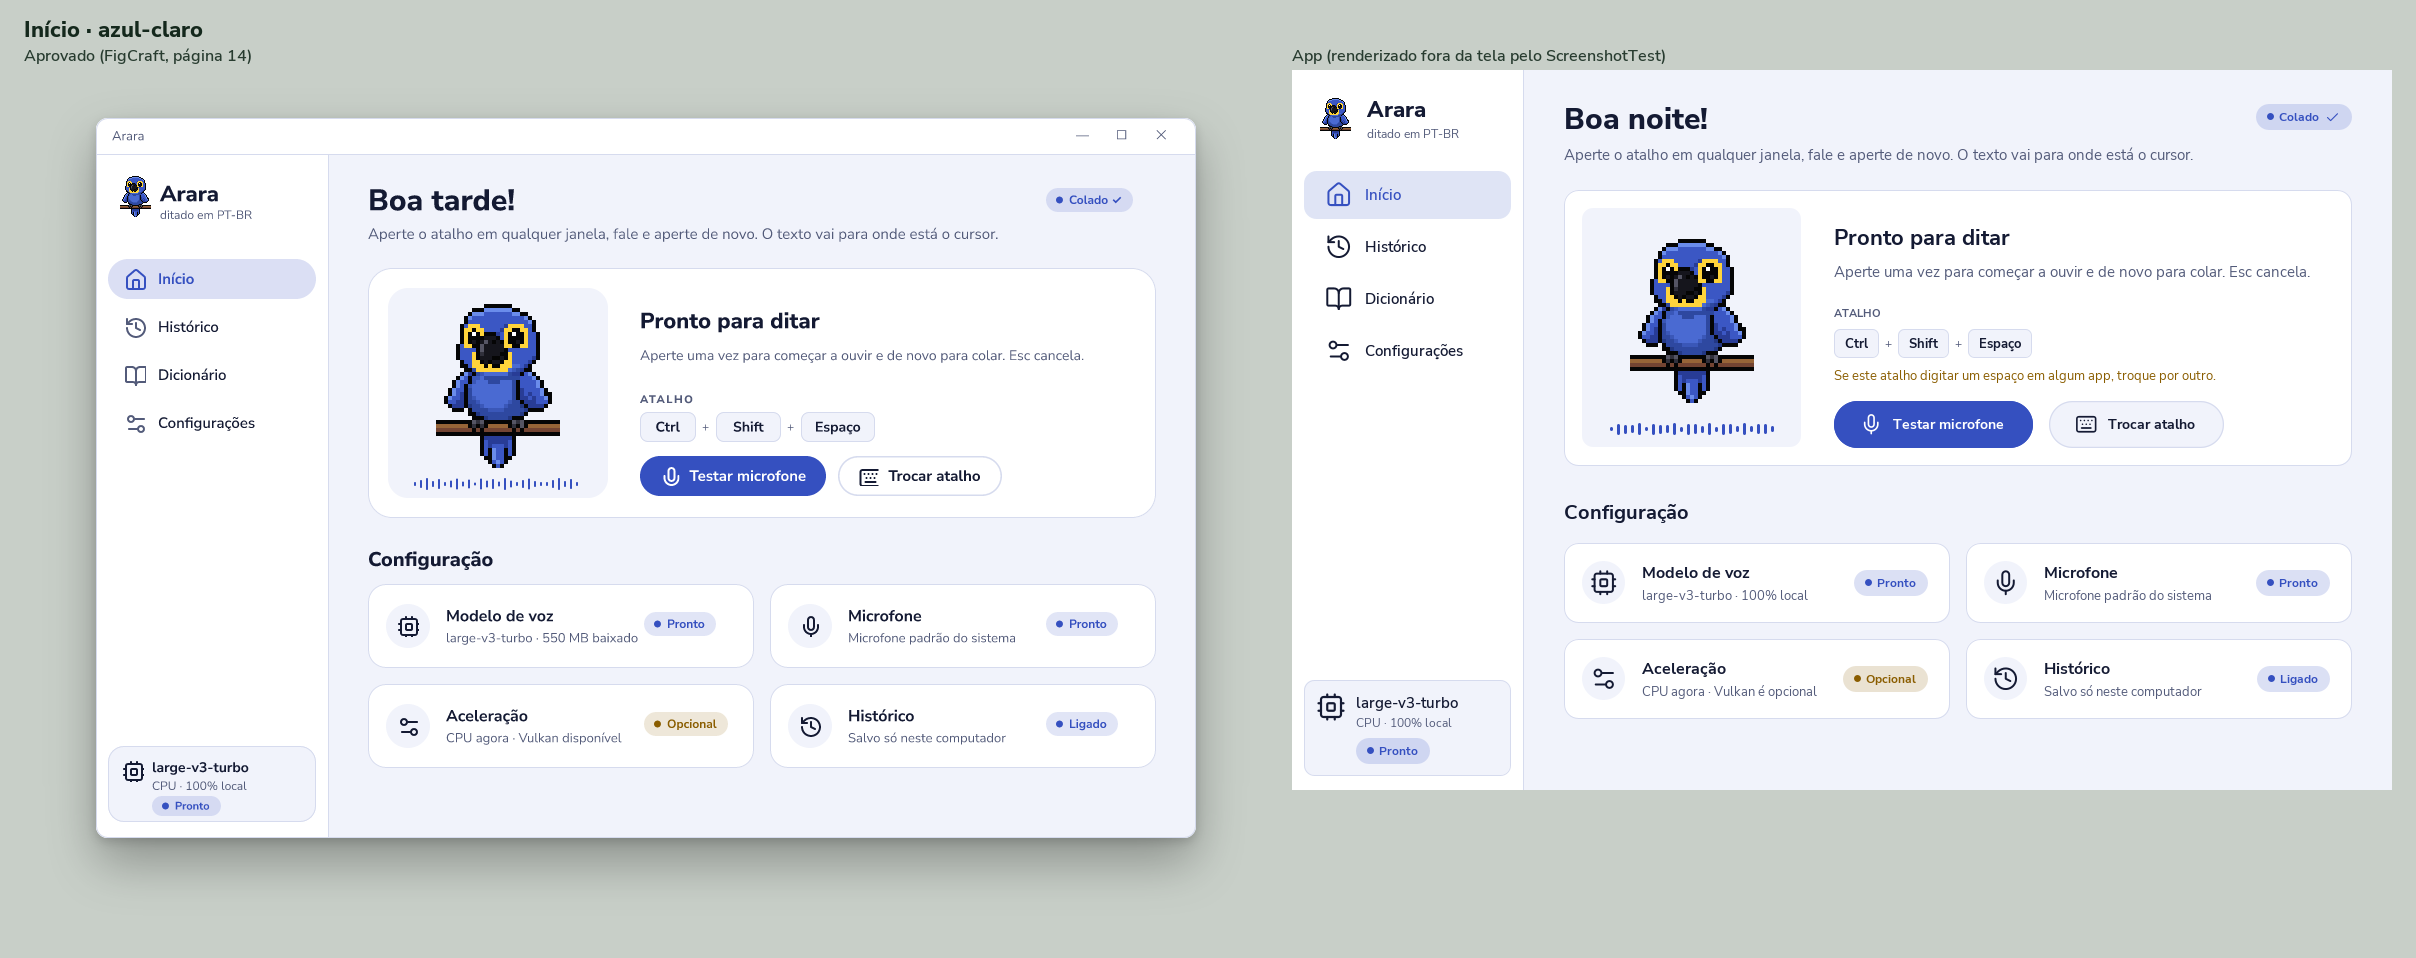 Início · azul-claro
Aprovado (FigCraft, página 14)
Arara
Arara
ditado em PT-BR
Início
Histórico
Dicionário
Configurações
large-v3-turbo
CPU · 100% local
Pronto
Boa tarde!
Colado
Aperte o atalho em qualquer janela, fale e aperte de novo. O texto vai para onde está o cursor.
Pronto para ditar
Aperte uma vez para começar a ouvir e de novo para colar. Esc cancela.
ATALHO
Ctrl + Shift + Espaço
Testar microfone
Trocar atalho
Configuração
Modelo de voz
large-v3-turbo · 550 MB baixado
Pronto
Microfone
Microfone padrão do sistema
Pronto
Aceleração
CPU agora · Vulkan disponível
Opcional
Histórico
Salvo só neste computador
Ligado
App (renderizado fora da tela pelo ScreenshotTest)
Arara
ditado em PT-BR
Início
Histórico
Dicionário
Configurações
large-v3-turbo
CPU · 100% local
Pronto
Boa noite!
Colado
Aperte o atalho em qualquer janela, fale e aperte de novo. O texto vai para onde está o cursor.
Pronto para ditar
Aperte uma vez para começar a ouvir e de novo para colar. Esc cancela.
ATALHO
Ctrl + Shift + Espaço
Se este atalho digitar um espaço em algum app, troque por outro.
Testar microfone
Trocar atalho
Configuração
Modelo de voz
large-v3-turbo · 100% local
Pronto
Microfone
Microfone padrão do sistema
Pronto
Aceleração
CPU agora · Vulkan é opcional
Opcional
Histórico
Salvo só neste computador
Ligado